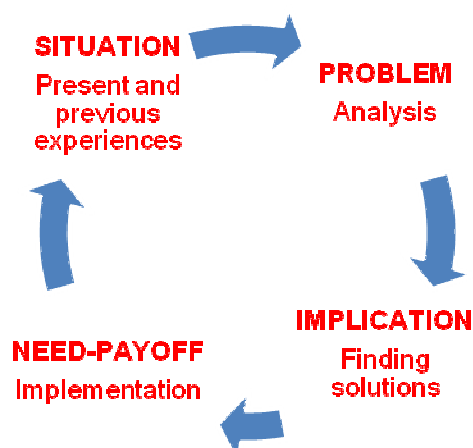 SITUATION
Present and
previous
experiences
PROBLEM
Analysis
IMPLICATION
Finding
solutions
NEED-PAYOFF
Implementation